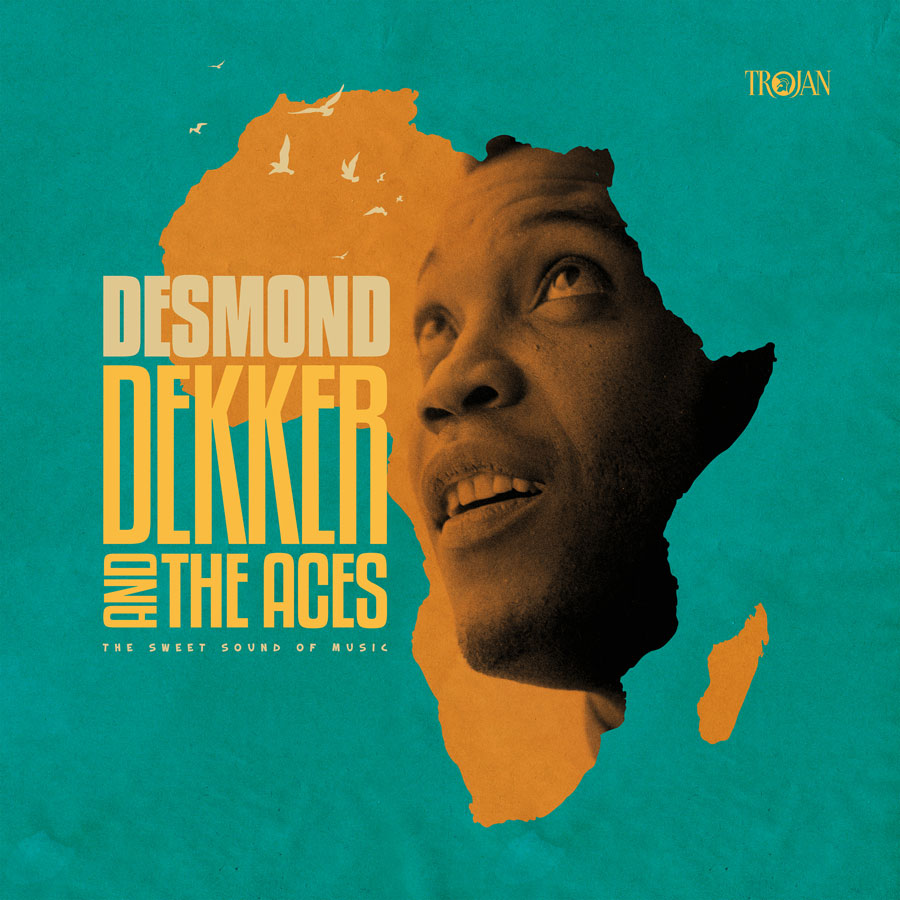 TROJAN
DESMOND
DEKKER
AND THE ACES
THE SWEET SOUND OF MUSIC